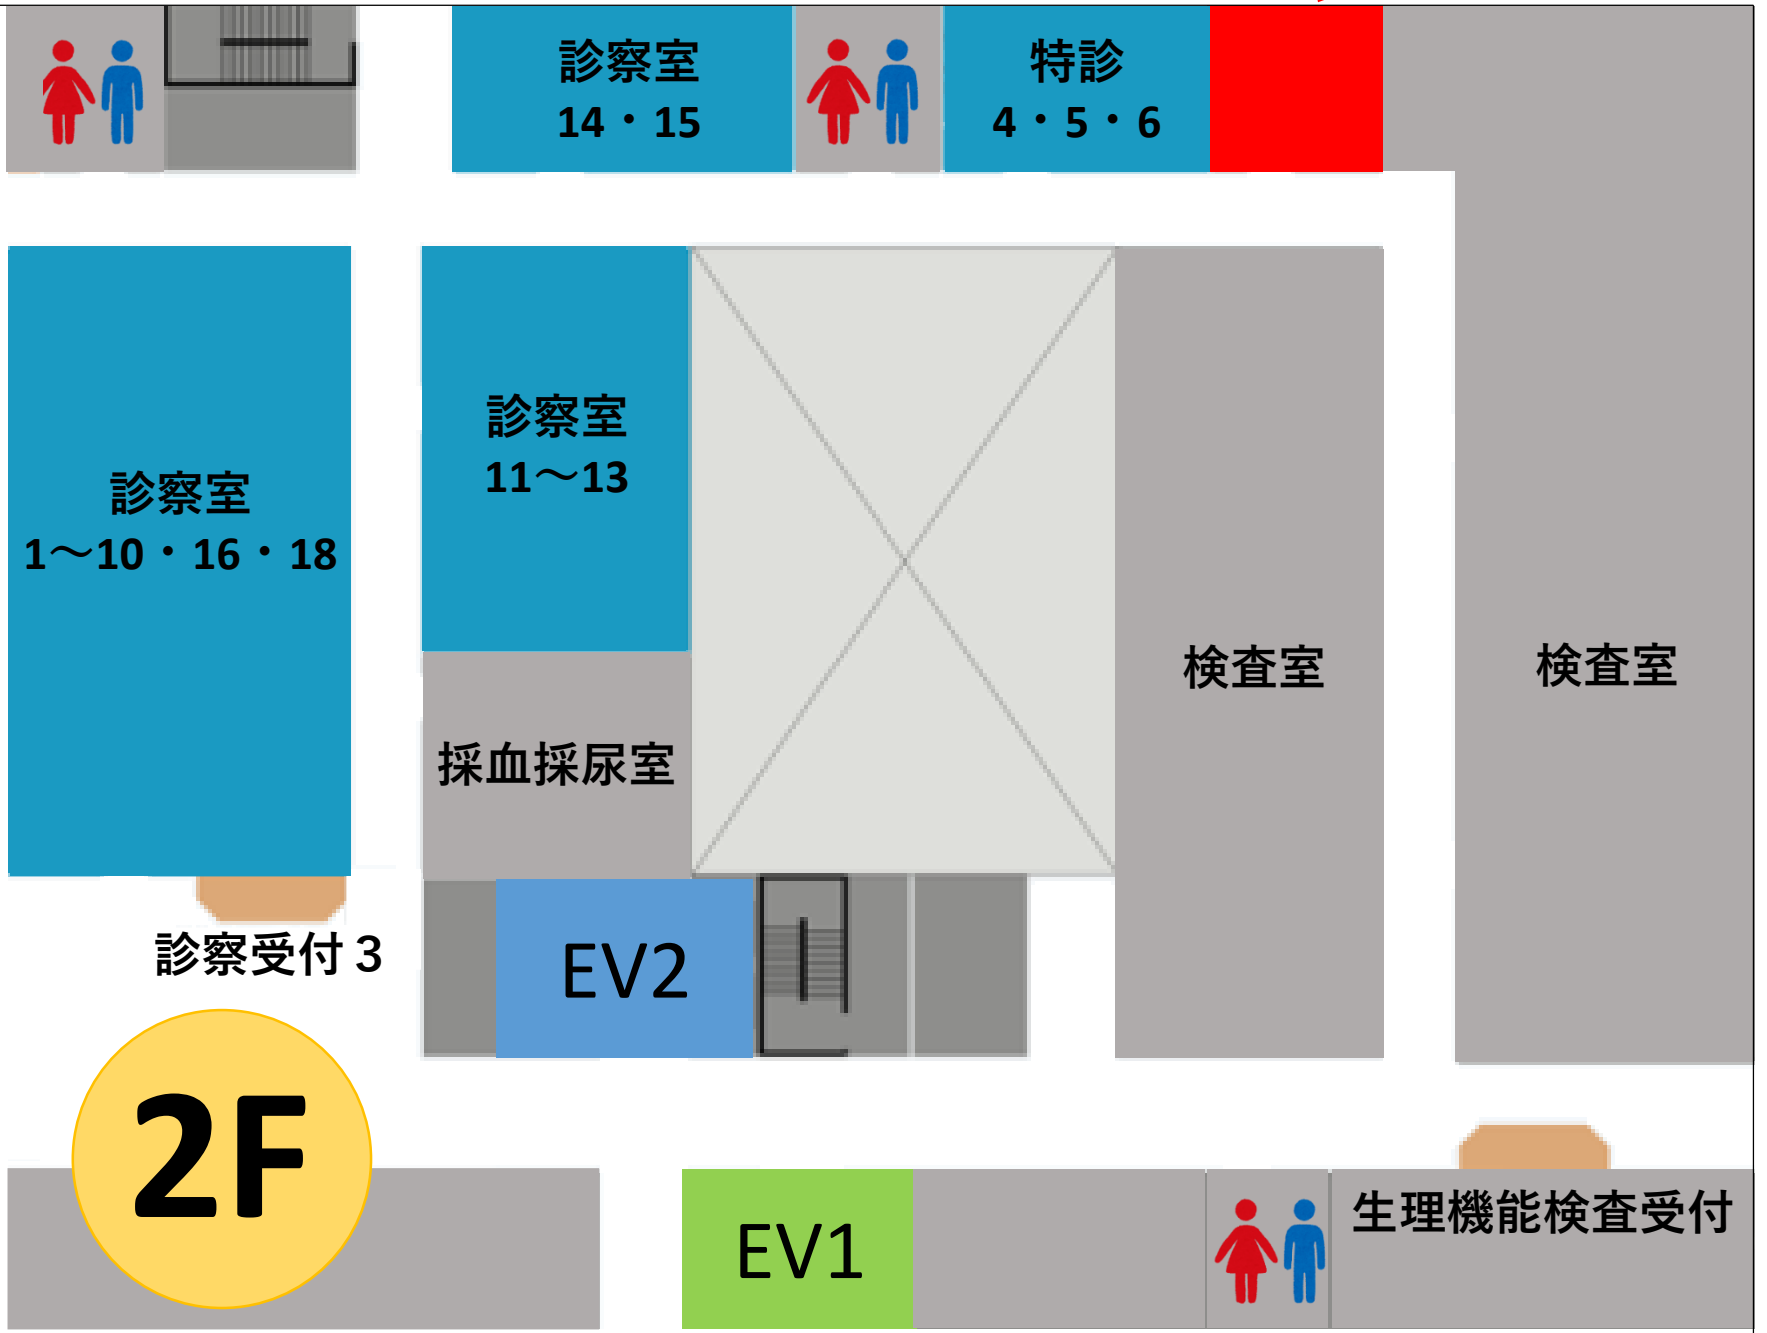 診察室
14・15
特診
4・5・6
診察室
11～13
診察室
1～10・16・18
検査室
検査室
採血採尿室
診察受付３
EV2
2F
生理機能検査受付
EV1